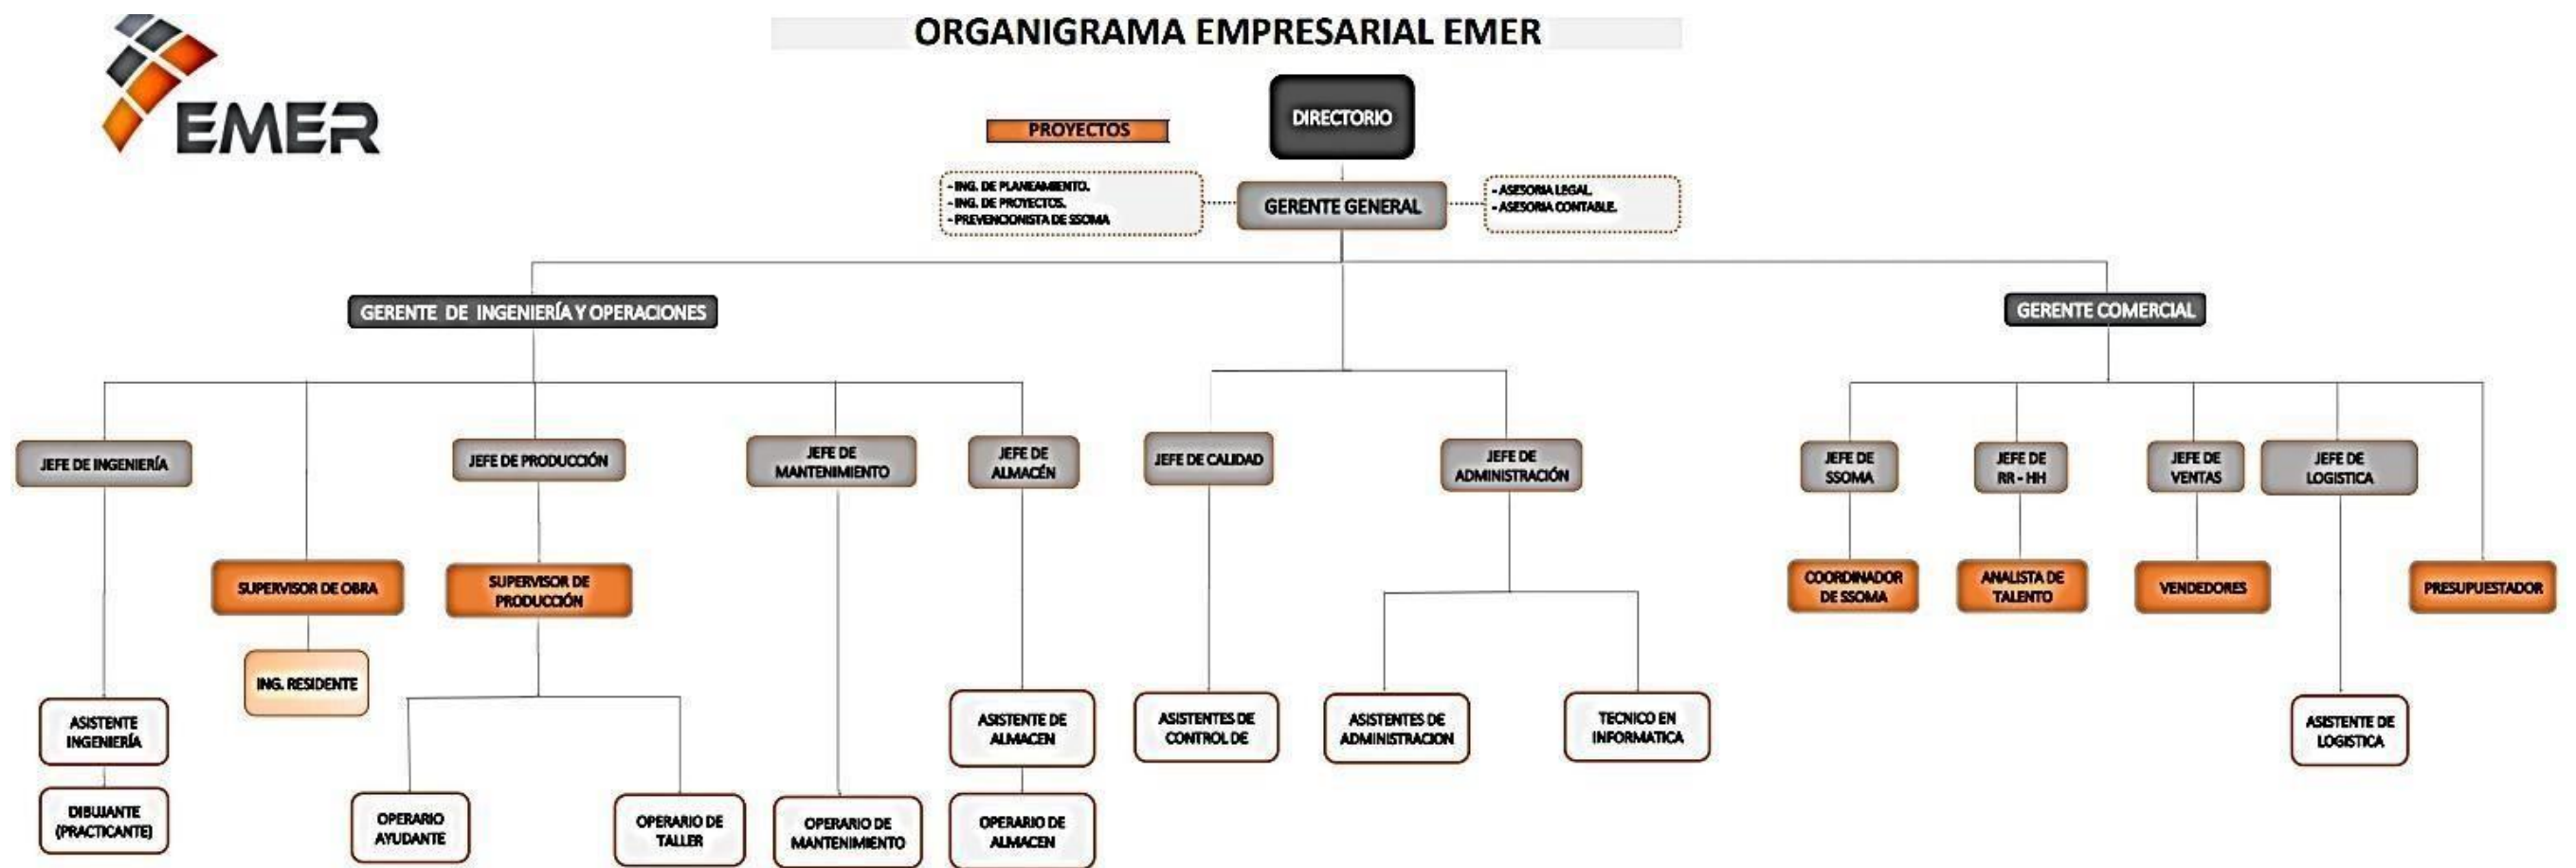 ORGANIGRAMA EMPRESARIAL EMER
EMER
PROYECTOS
DIRECTORIO
- ING. DE PLANEAMIENTO.
- ING. DE PROYECTOS.
- PREVENCIONISTA DE SSOMA
GERENTE GENERAL
- ASESORIA LEGAL.
- ASESORIA CONTABLE.
GERENTE DE INGENIERÍA Y OPERACIONES
GERENTE COMERCIAL
JEFE DE INGENIERÍA
JEFE DE PRODUCCIÓN
JEFE DE
MANTENIMIENTO
JEFE DE
ALMACÉN
JEFE DE CALIDAD
JEFE DE
ADMINISTRACIÓN
JEFE DE
SSOMA
JEFE DE
RR - HH
JEFE DE
VENTAS
JEFE DE
LOGISTICA
SUPERVISOR DE OBRA
SUPERVISOR DE
PRODUCCIÓN
COORDINADOR
DE SSOMA
ANALISTA DE
TALENTO
VENDEDORES
PRESUPUESTADOR
ING. RESIDENTE
ASISTENTE
INGENIERÍA
ASISTENTE DE
ALMACEN
ASISTENTES DE
CONTROL DE
ASISTENTES DE
ADMINISTRACION
TECNICO EN
INFORMATICA
ASISTENTE DE
LOGISTICA
DIBUJANTE
(PRACTICANTE)
OPERARIO
AYUDANTE
OPERARIO DE
TALLER
OPERARIO DE
MANTENIMIENTO
OPERARIO DE
ALMACEN